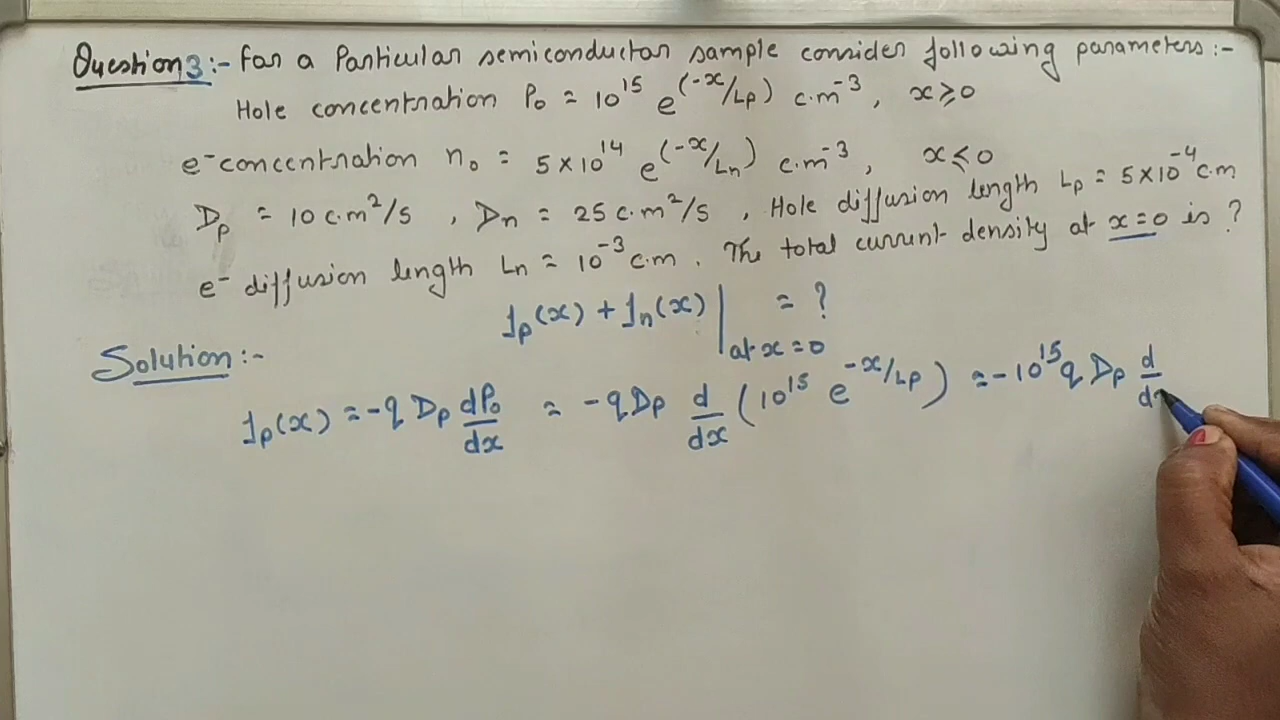 Question 3:- For a Particular semiconductor sample consider following parameters:-
Hole concentration P₀ = 10¹⁵ e^(-x/Lp) c.m⁻³, x ⩾ 0
e⁻concentration n₀ = 5 × 10¹⁴ e^(-x/Ln) c.m⁻³, x ⩽ 0
Dp = 10 c.m²/s, Dn = 25 c.m²/s, Hole diffusion length Lp = 5×10⁻⁴ c.m
e⁻ diffusion length Ln = 10⁻³ c.m. The total current density at x=0 is ?
Jp(x) + Jn(x) | at x=0 = ?
Solution:-
Jp(x) = -q Dp dP₀/dx = -q Dp d/dx (10¹⁵ e^-x/Lp) = -10¹⁵ q Dp d/dx